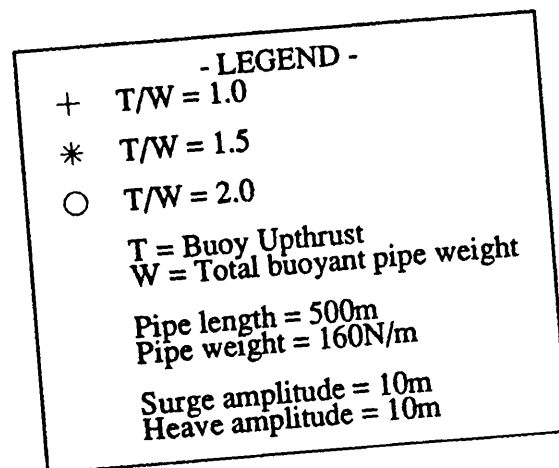 - LEGEND -
+ T/W = 1.0
* T/W = 1.5
○ T/W = 2.0
T = Buoy Upthrust
W = Total buoyant pipe weight
Pipe length = 500m
Pipe weight = 160N/m
Surge amplitude = 10m
Heave amplitude = 10m